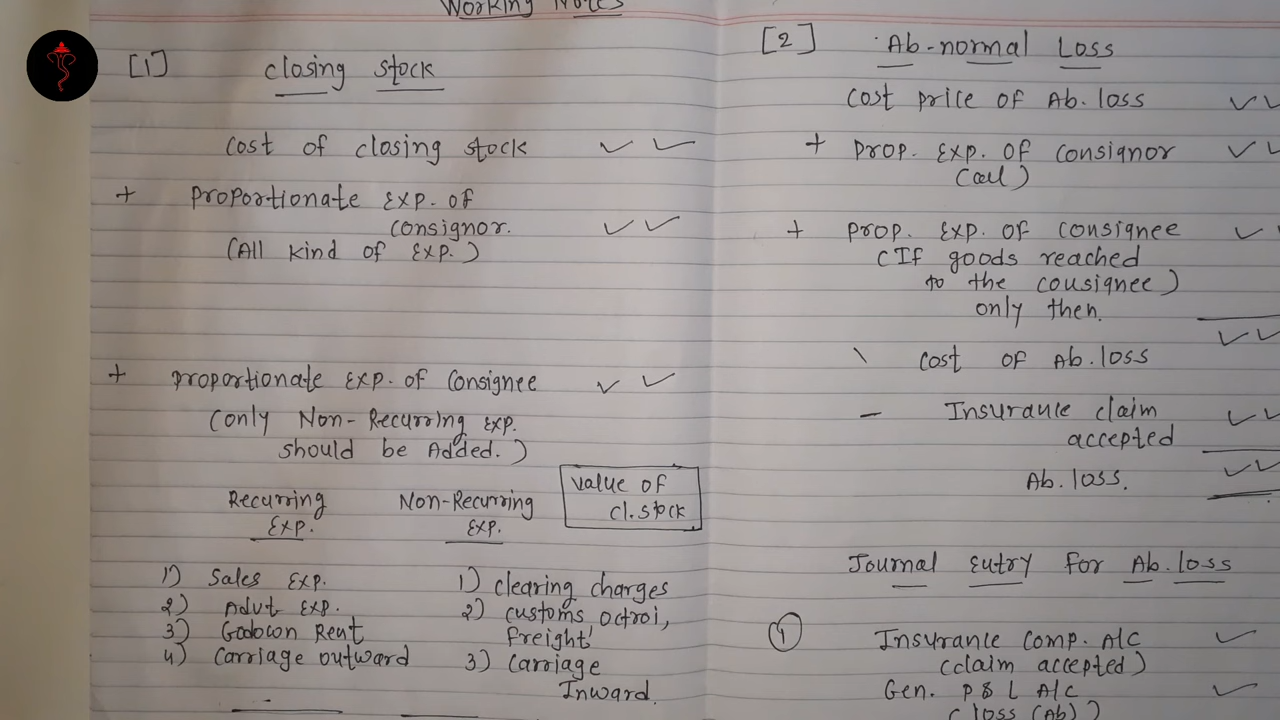 Working Notes
[1] closing stock
cost of closing stock ✓ ✓
+ proportionate Exp. of
consignor. ✓ ✓
(All kind of Exp.)
+ proportionate Exp. of Consignee ✓ ✓
(only Non-Recurring Exp.
should be Added.)
value of
cl. stock
Recurring
Exp.
Non-Recurring
Exp.
1) Sales Exp.
2) Advt Exp.
3) Godown Rent
4) Carriage outward
1) clearing charges
2) customs octroi,
freight
3) Carriage
Inward
[2] Ab-normal Loss
cost price of Ab. loss ✓ ✓
+ prop. Exp. of consignor ✓ ✓
(all)
+ prop. Exp. of consignee ✓
(If goods reached
to the cousignee)
only then.
✓ ✓
cost of Ab. loss
- Insurance claim ✓ ✓
accepted
Ab. loss. ✓ ✓
Journal Eutry for Ab. loss
1 Insurance Comp. A/c ✓
(claim accepted)
Gen. P & L A/c ✓
(loss (Ab))